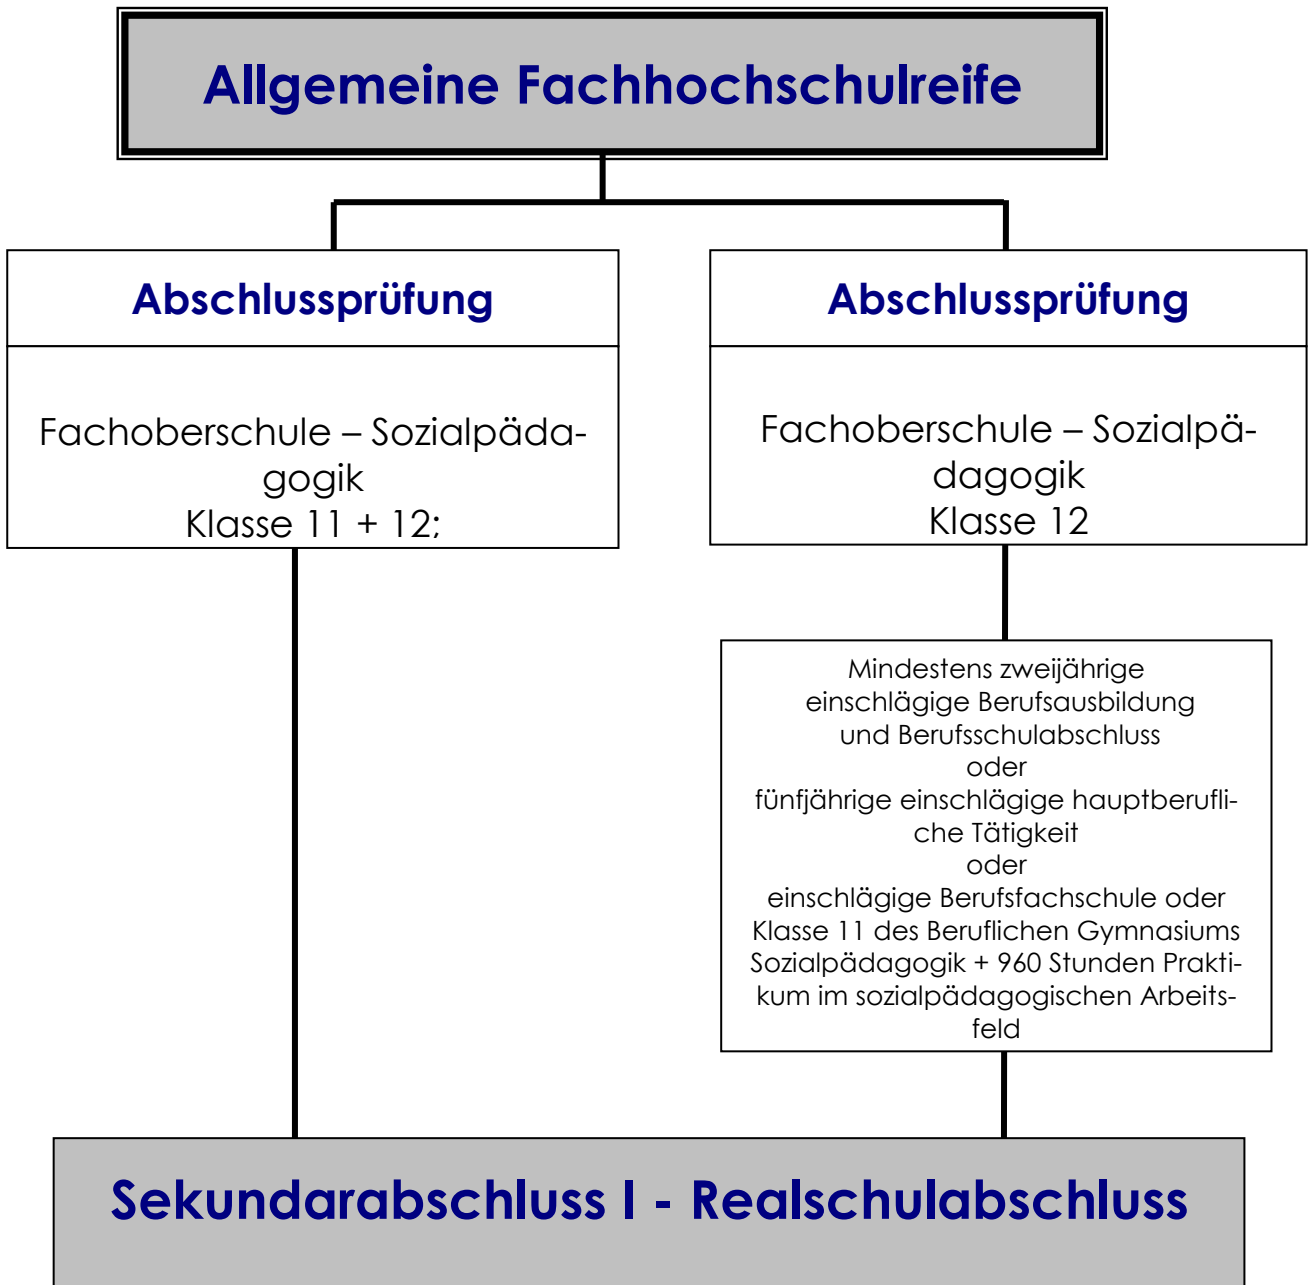 Allgemeine Fachhochschulreife
Abschlussprüfung
Fachoberschule – Sozialpäda-
gogik
Klasse 11 + 12;
Abschlussprüfung
Fachoberschule – Sozialpä-
dagogik
Klasse 12
Mindestens zweijährige
einschlägige Berufsausbildung
und Berufsschulabschluss
oder
fünfjährige einschlägige hauptberufli-
che Tätigkeit
oder
einschlägige Berufsfachschule oder
Klasse 11 des Beruflichen Gymnasiums
Sozialpädagogik + 960 Stunden Prakti-
kum im sozialpädagogischen Arbeits-
feld
Sekundarabschluss I - Realschulabschluss